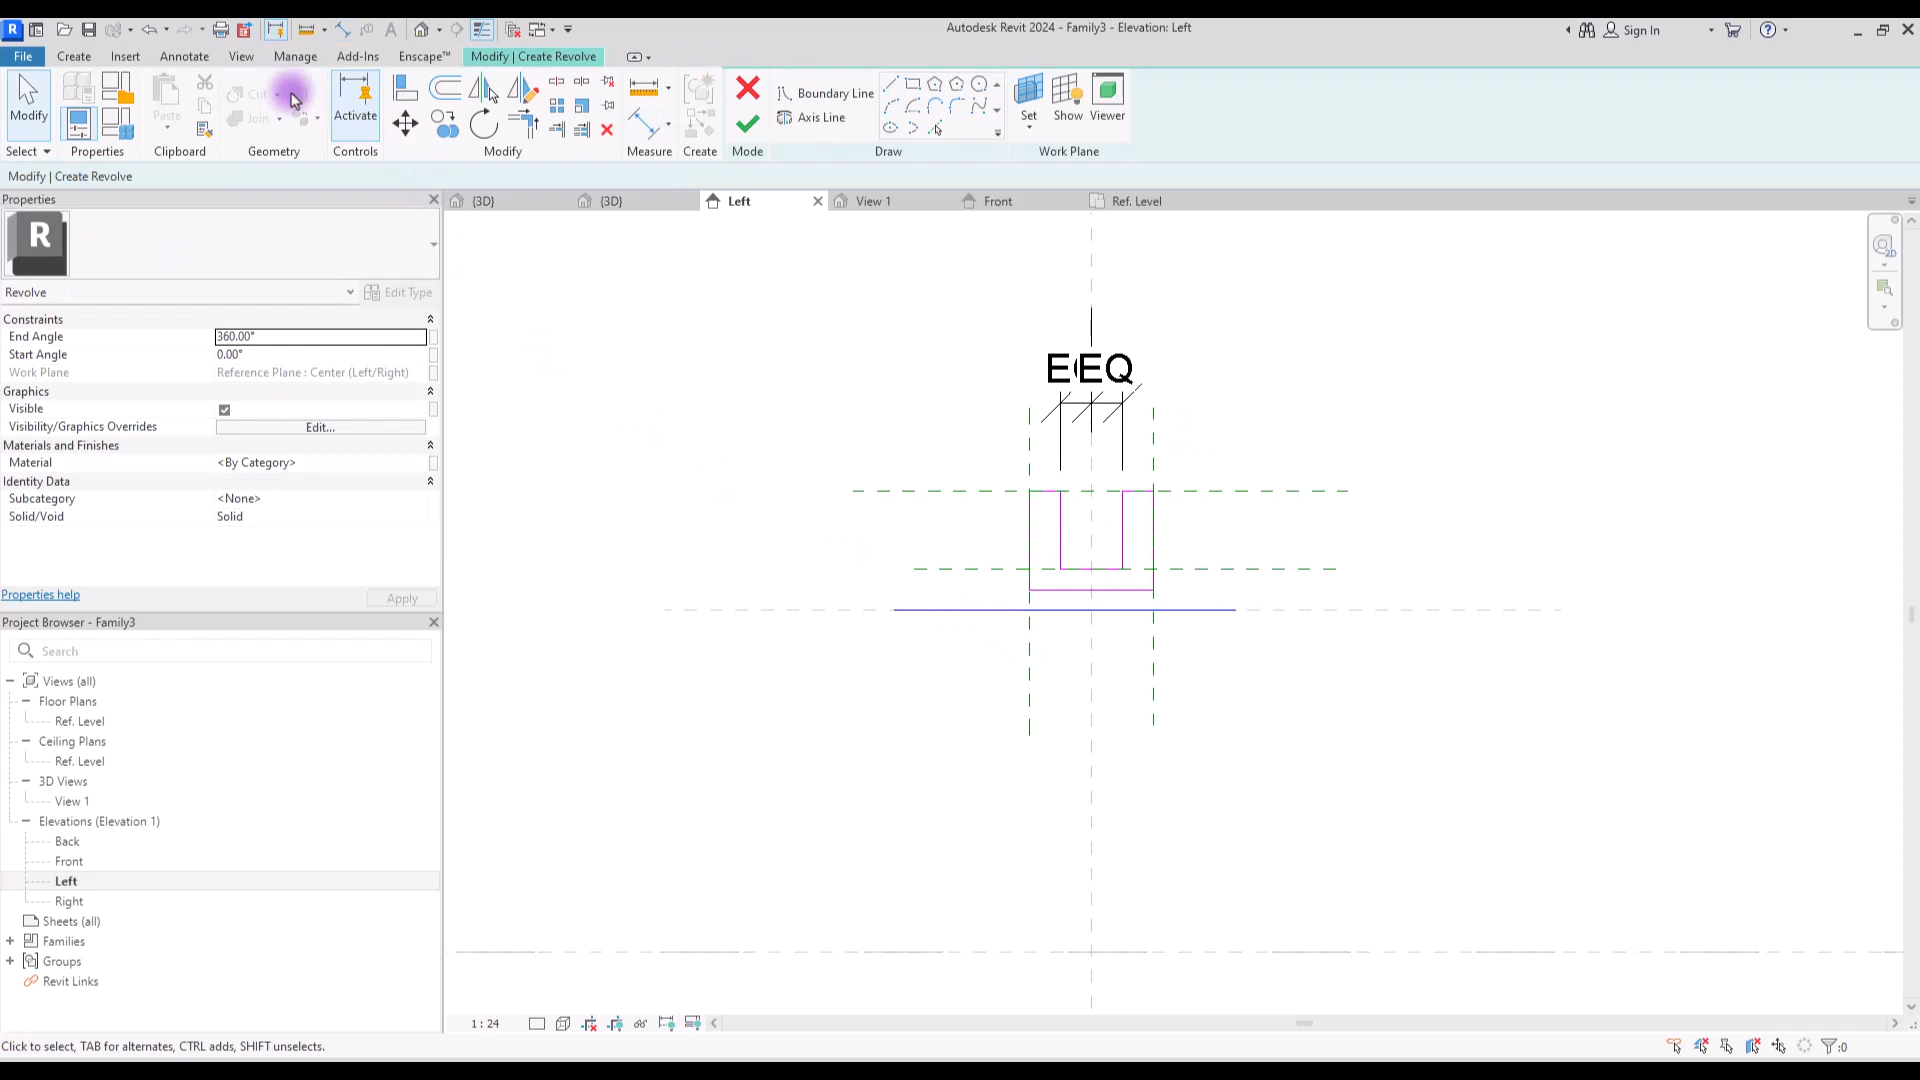 Autodesk Revit 2024 - Family3 - Elevation: Left
Sign In
File
Create
Insert
Annotate
View
Manage
Add-Ins
Enscape™
Modify | Create Revolve
Modify
Paste
Cut
Join
Activate
Boundary Line
Axis Line
Set
Show
Viewer
Select
Properties
Clipboard
Geometry
Controls
Modify
Measure
Create
Mode
Draw
Work Plane
Modify | Create Revolve
Properties
{3D}
{3D}
Left
View 1
Front
Ref. Level
R
Revolve
Edit Type
Constraints
End Angle 360.00°
Start Angle 0.00°
Work Plane Reference Plane : Center (Left/Right)
Graphics
Visible
Visibility/Graphics Overrides Edit...
Materials and Finishes
Material <By Category>
Identity Data
Subcategory <None>
Solid/Void Solid
Properties help
Apply
Project Browser - Family3
Search
Views (all)
Floor Plans
Ref. Level
Ceiling Plans
Ref. Level
3D Views
View 1
Elevations (Elevation 1)
Back
Front
Left
Right
Sheets (all)
Families
Groups
Revit Links
EQ
2D
1 : 24
Click to select, TAB for alternates, CTRL adds, SHIFT unselects.
:0